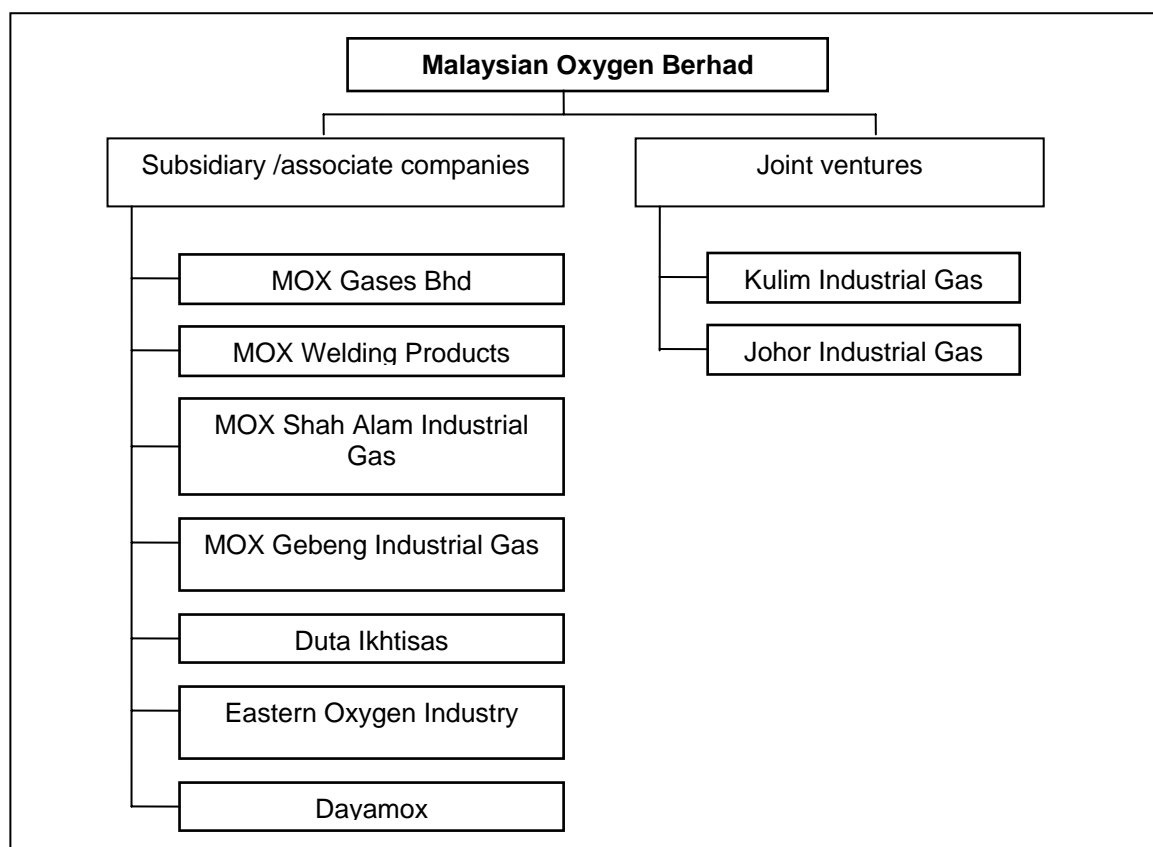 Malaysian Oxygen Berhad
Subsidiary /associate companies
Joint ventures
MOX Gases Bhd
MOX Welding Products
MOX Shah Alam Industrial
Gas
MOX Gebeng Industrial Gas
Duta Ikhtisas
Eastern Oxygen Industry
Dayamox
Kulim Industrial Gas
Johor Industrial Gas